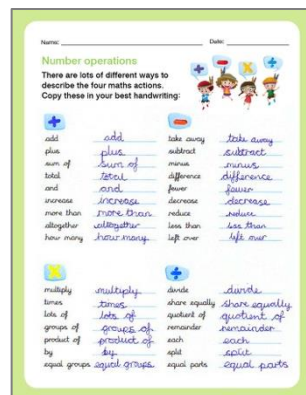 Name: Date:
Number operations
There are lots of different ways to
describe the four maths actions.
Copy these in your best handwriting:
+ − × ÷
+
add add
plus plus
sum of sum of
total total
and and
increase increase
more than more than
altogether altogether
how many how many
−
take away take away
subtract subtract
minus minus
difference difference
fewer fewer
decrease decrease
reduce reduce
less than less than
left over left over
×
multiply multiply
times times
lots of lots of
groups of groups of
product of product of
by by
equal groups equal groups
÷
divide divide
share equally share equally
quotient of quotient of
remainder remainder
each each
split split
equal parts equal parts